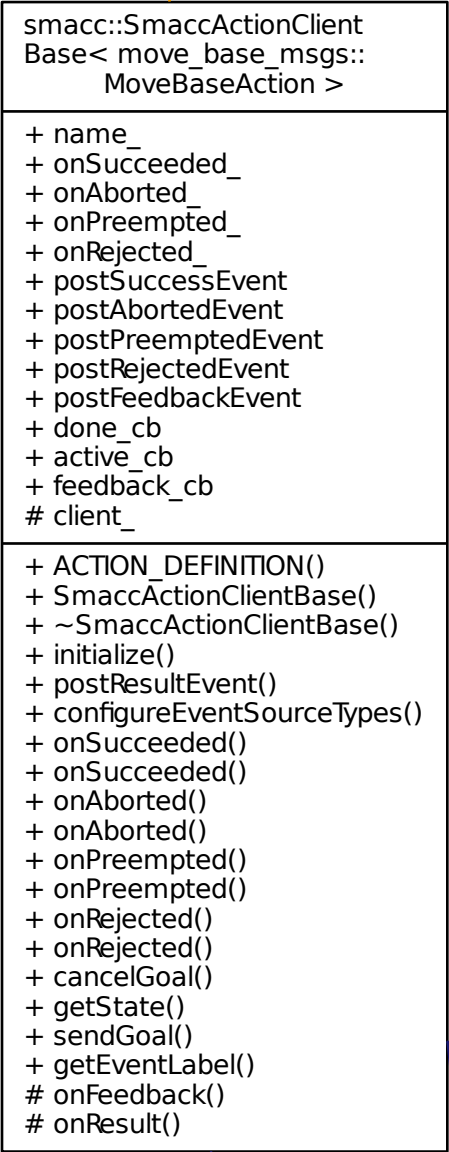 smacc::SmaccActionClient
Base< move_base_msgs::
MoveBaseAction >
+ name_
+ onSucceeded_
+ onAborted_
+ onPreempted_
+ onRejected_
+ postSuccessEvent
+ postAbortedEvent
+ postPreemptedEvent
+ postRejectedEvent
+ postFeedbackEvent
+ done_cb
+ active_cb
+ feedback_cb
# client_
+ ACTION_DEFINITION()
+ SmaccActionClientBase()
+ ~SmaccActionClientBase()
+ initialize()
+ postResultEvent()
+ configureEventSourceTypes()
+ onSucceeded()
+ onSucceeded()
+ onAborted()
+ onAborted()
+ onPreempted()
+ onPreempted()
+ onRejected()
+ onRejected()
+ cancelGoal()
+ getState()
+ sendGoal()
+ getEventLabel()
# onFeedback()
# onResult()